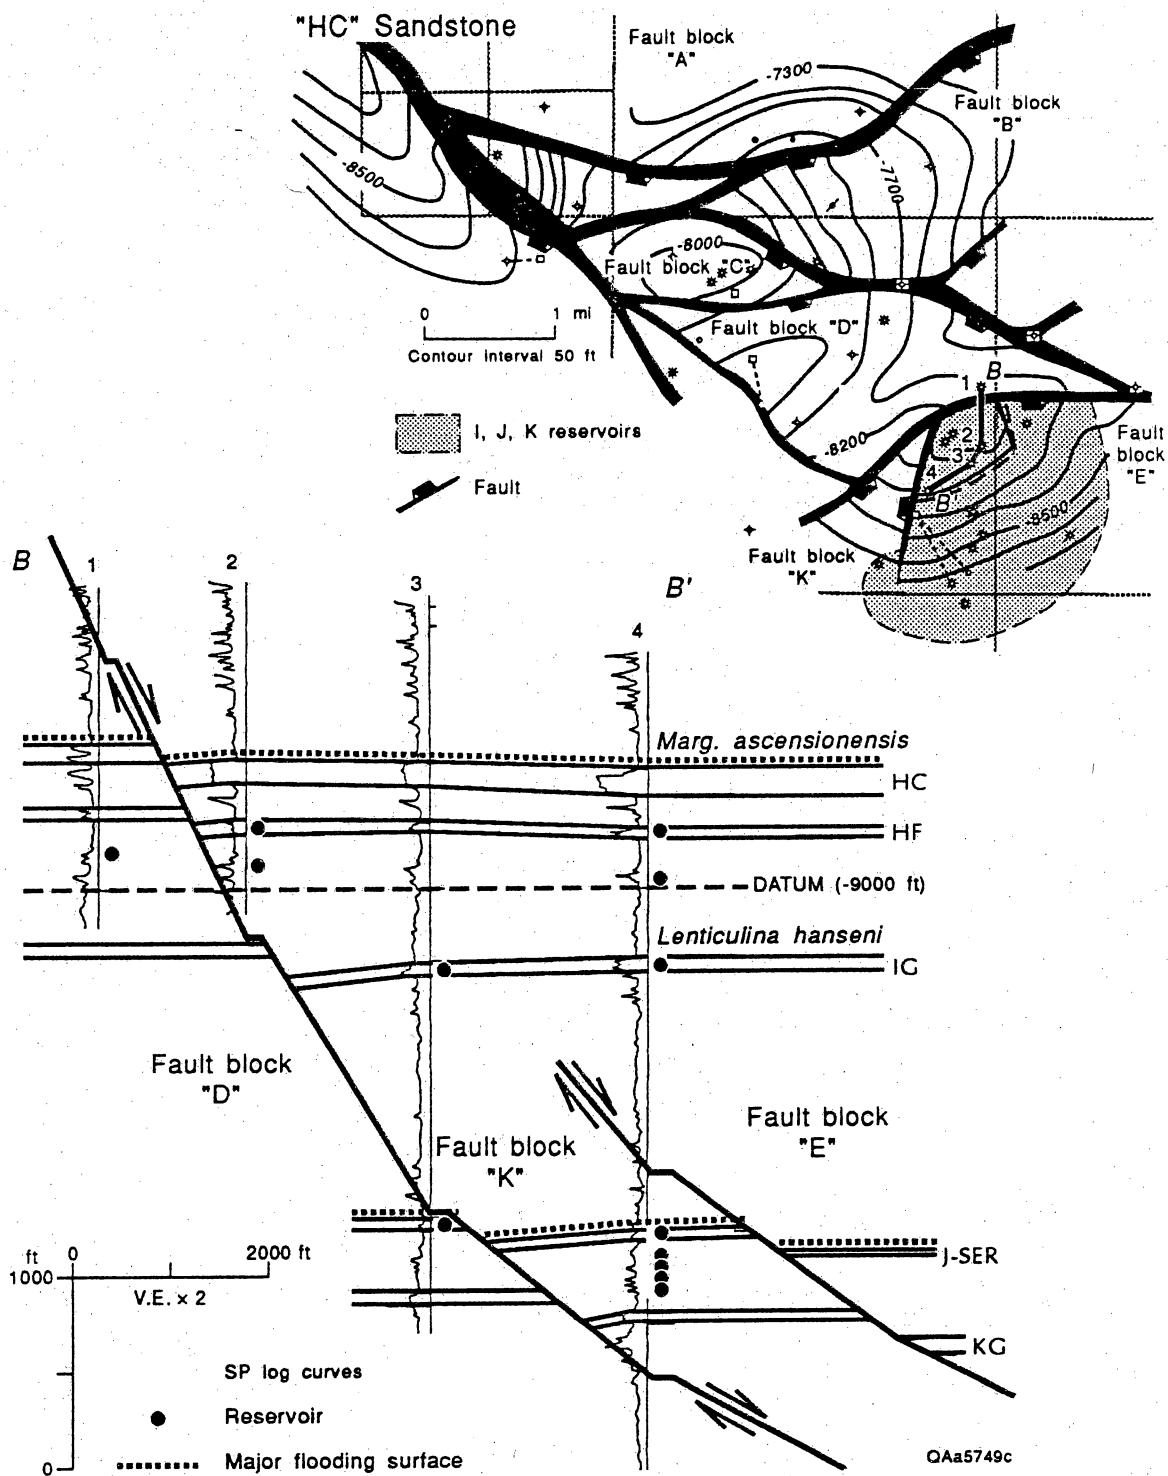 "HC" Sandstone
Fault block
"A"
-7300
Fault block
"B"
-8500
-7700
-8000
Fault block "C"
0 1 mi
Contour interval 50 ft
Fault block "D"
B
1
2
3
4
B'
-8200
-8500
Fault
block
"E"
I, J, K reservoirs
Fault
Fault block
"K"
B
1
2
3
4
B'
Marg. ascensionensis
HC
HF
DATUM (-9000 ft)
Lenticulina hanseni
IG
Fault block
"D"
Fault block
"K"
Fault block
"E"
J-SER
KG
ft
0 2000 ft
1000
V.E. × 2
0
SP log curves
Reservoir
Major flooding surface
QAa5749c